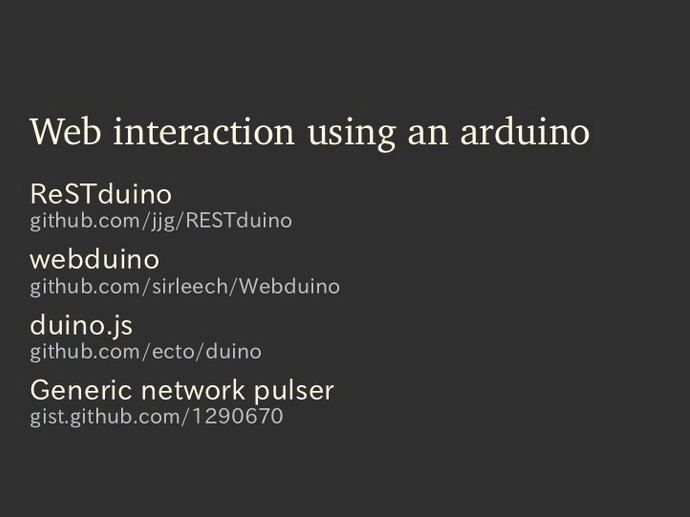 Web interaction using an arduino
ReSTduino
github.com/jjg/RESTduino
webduino
github.com/sirleech/Webduino
duino.js
github.com/ecto/duino
Generic network pulser
gist.github.com/1290670